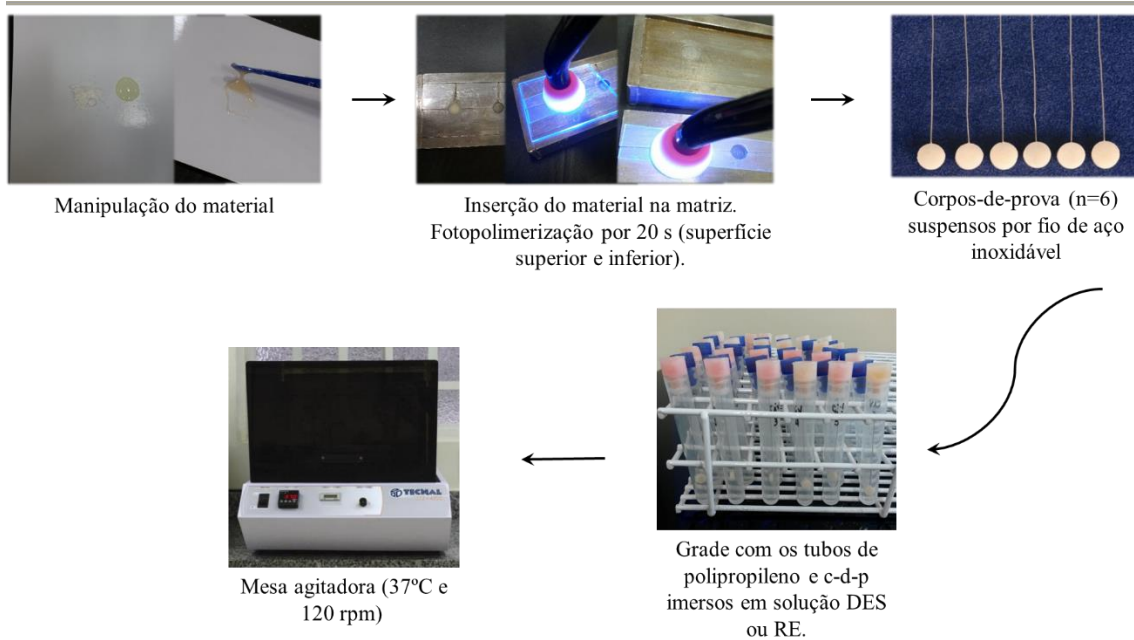 Manipulação do material
Inserção do material na matriz.
Fotopolimerização por 20 s (superfície
superior e inferior).
Corpos-de-prova (n=6)
suspensos por fio de aço
inoxidável
Mesa agitadora (37ºC e
120 rpm)
TECNAL
Grade com os tubos de
polipropileno e c-d-p
imersos em solução DES
ou RE.